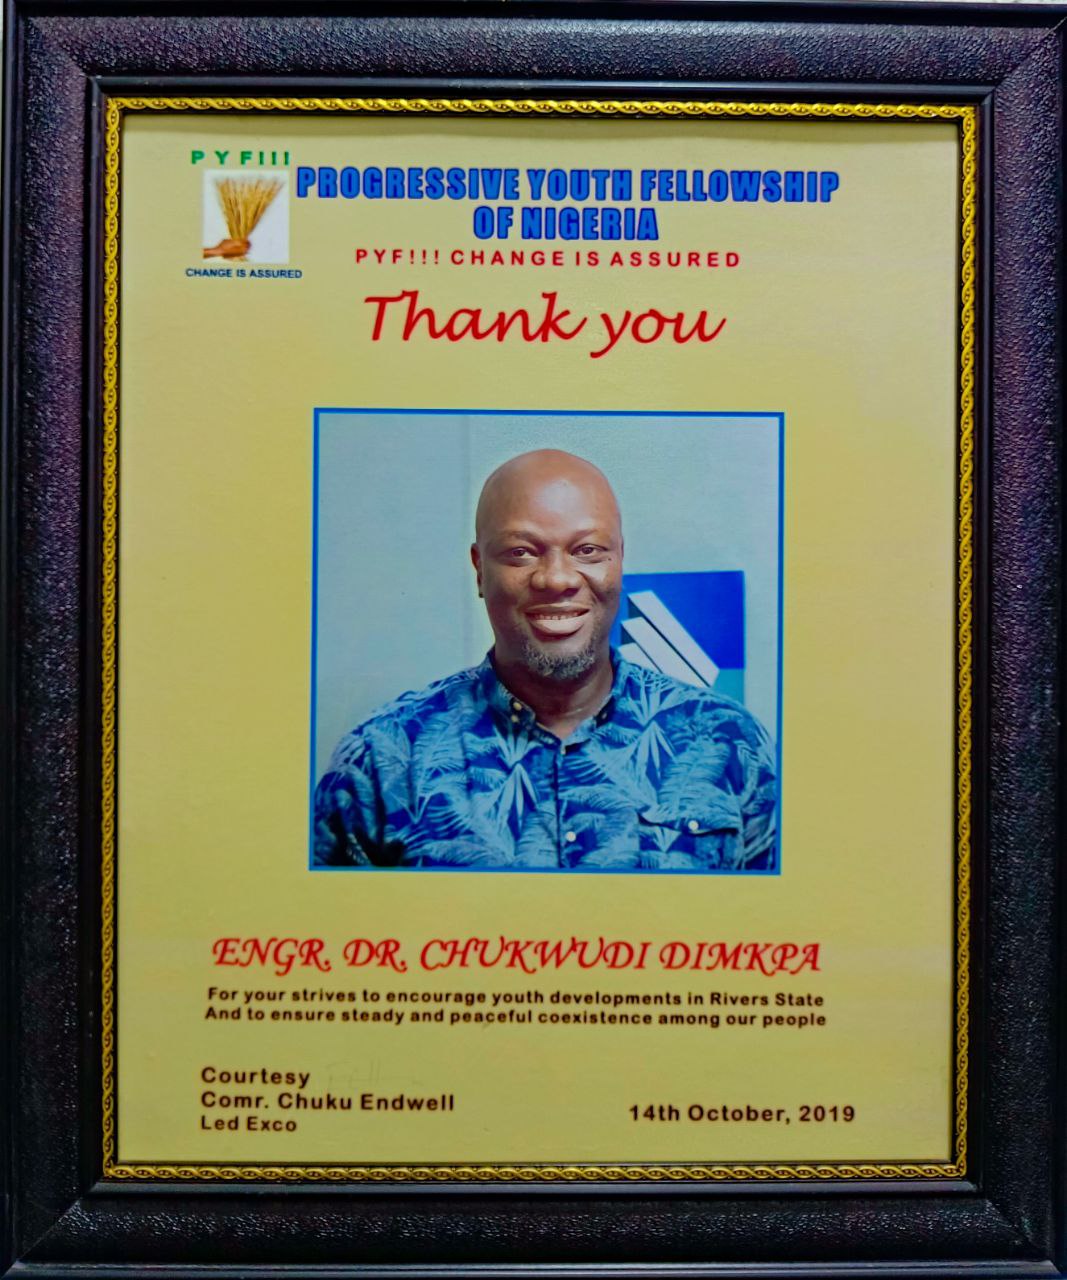 P Y F!!!
CHANGE IS ASSURED
PROGRESSIVE YOUTH FELLOWSHIP
OF NIGERIA
PYF!!! CHANGE IS ASSURED
Thank you
ENGR. DR. CHUKWUDI DIMKPA
For your strives to encourage youth developments in Rivers State
And to ensure steady and peaceful coexistence among our people
Courtesy
Comr. Chuku Endwell
Led Exco
14th October, 2019